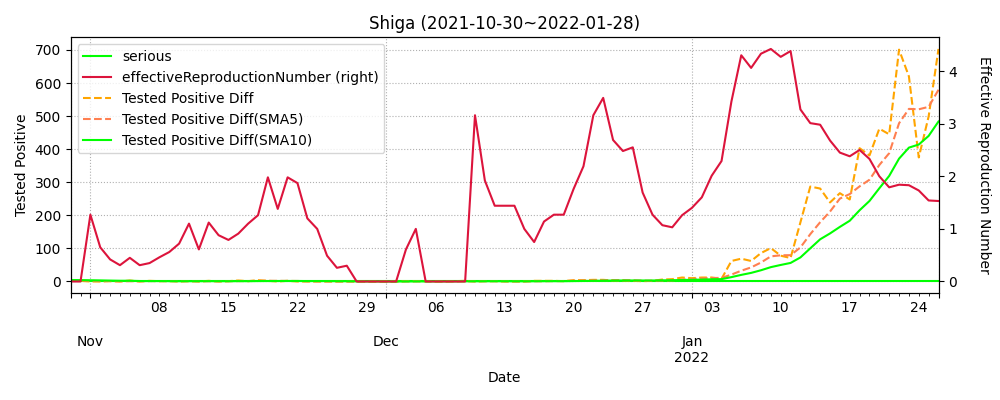 Shiga (2021-10-30~2022-01-28)
serious
effectiveReproductionNumber (right)
Tested Positive Diff
Tested Positive Diff(SMA5)
Tested Positive Diff(SMA10)
Tested Positive
700
600
500
400
300
200
100
0
Effective Reproduction Number
4
3
2
1
0
08 15 22 29 06 13 20 27 03 10 17 24
Nov Dec Jan
2022
Date